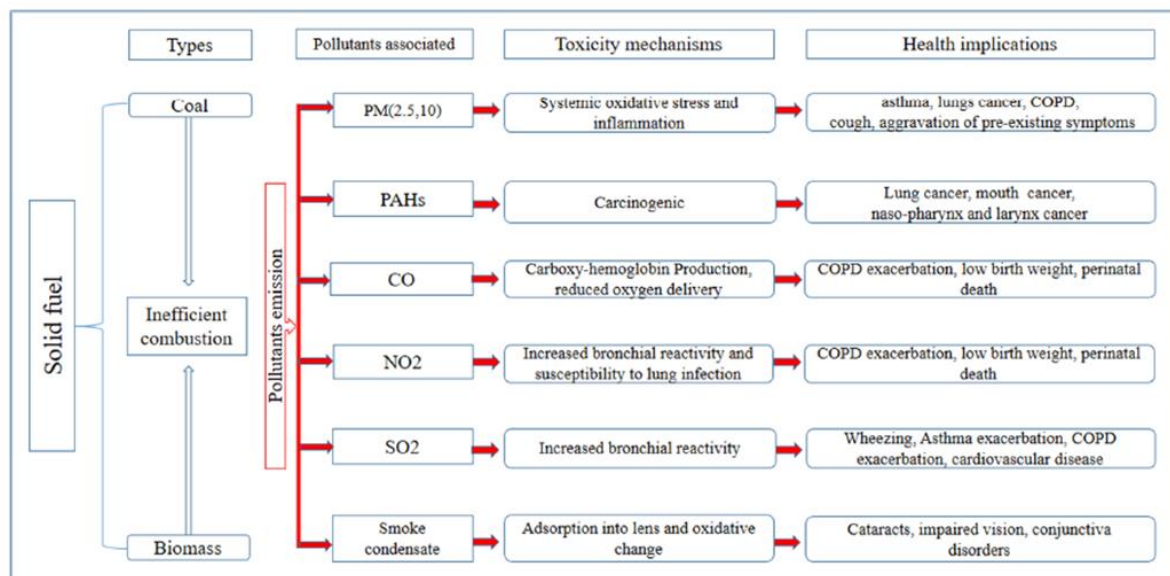 Types
Pollutants associated
Toxicity mechanisms
Health implications
Solid fuel
Coal
Inefficient
combustion
Biomass
Pollutants emission
PM(2.5,10)
Systemic oxidative stress and
inflammation
asthma, lungs cancer, COPD,
cough, aggravation of pre-existing symptoms
PAHs
Carcinogenic
Lung cancer, mouth cancer,
naso-pharynx and larynx cancer
CO
Carboxy-hemoglobin Production,
reduced oxygen delivery
COPD exacerbation, low birth weight, perinatal
death
NO2
Increased bronchial reactivity and
susceptibility to lung infection
COPD exacerbation, low birth weight, perinatal
death
SO2
Increased bronchial reactivity
Wheezing, Asthma exacerbation, COPD
exacerbation, cardiovascular disease
Smoke
condensate
Adsorption into lens and oxidative
change
Cataracts, impaired vision, conjunctiva
disorders